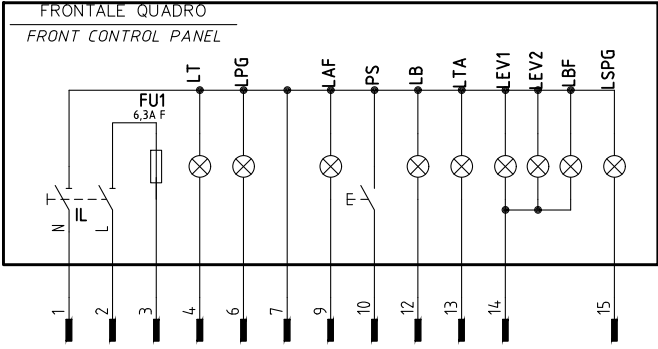 FRONTALE QUADRO
FRONT CONTROL PANEL
LT
LPG
LAF
PS
LB
LTA
LEV1
LEV2
LBF
LSPG
FU1
6,3A F
IL
N
L
1
2
3
4
6
7
9
10
12
13
14
15